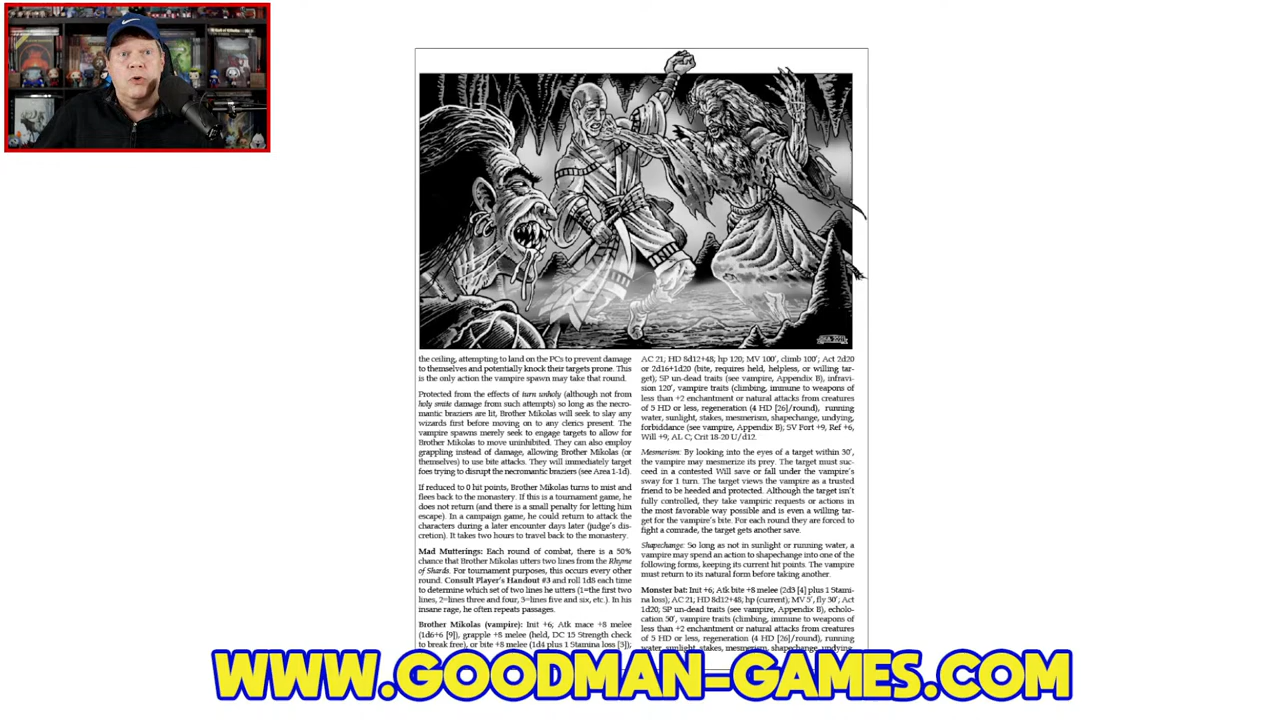 the ceiling, attempting to land on the PCs to prevent damage
to themselves and potentially knock their targets prone. This
is the only action the vampire spawn may take that round.
Protected from the effects of turn unholy (although not from
holy smite damage from such attempts) so long as the necro-
mantic braziers are lit, Brother Mikolas will seek to slay any
wizards first before moving on to any clerics present. The
vampire spawns merely seek to engage targets to allow for
Brother Mikolas to move uninhibited. They can also employ
grappling instead of damage, allowing Brother Mikolas (or
themselves) to use bite attacks. They will immediately target
foes trying to disrupt the necromantic braziers (see Area 1-1d).
If reduced to 0 hit points, Brother Mikolas turns to mist and
flees back to the monastery. If this is a tournament game, he
does not return (and there is a small penalty for letting him
escape). In a campaign game, he could return to attack the
characters during a later encounter days later (judge's dis-
cretion). It takes two hours to travel back to the monastery.
Mad Mutterings: Each round of combat, there is a 50%
chance that Brother Mikolas utters two lines from the Rhyme
of Shards. For tournament purposes, this occurs every other
round. Consult Player's Handout #3 and roll 1d8 each time
to determine which set of two lines he utters (1=the first two
lines, 2=lines three and four, 3=lines five and six, etc.). In his
insane rage, he often repeats passages.
Brother Mikolas (vampire): Init +6; Atk mace +8 melee
(1d6+6 [9]), grapple +8 melee (held, DC 15 Strength check
to break free), or bite +8 melee (1d4 plus 1 Stamina loss [3]);
AC 21; HD 8d12+48; hp 120; MV 100', climb 100'; Act 2d20
or 2d16+1d20 (bite, requires held, helpless, or willing tar-
get); SP un-dead traits (see vampire, Appendix B), infravi-
sion 120', vampire traits (climbing, immune to weapons of
less than +2 enchantment or natural attacks from creatures
of 5 HD or less, regeneration (4 HD [26]/round), running
water, sunlight, stakes, mesmerism, shapechange, undying,
forbiddance (see vampire, Appendix B); SV Fort +9, Ref +6,
Will +9; AL C; Crit 18-20 U/d12.
Mesmerism: By looking into the eyes of a target within 30',
the vampire may mesmerize its prey. The target must suc-
ceed in a contested Will save or fall under the vampire's
sway for 1 turn. The target views the vampire as a trusted
friend to be heeded and protected. Although the target isn't
fully controlled, they take vampiric requests or actions in
the most favorable way possible and is even a willing tar-
get for the vampire's bite. For each round they are forced to
fight a comrade, the target gets another save.
Shapechange: So long as not in sunlight or running water, a
vampire may spend an action to shapechange into one of the
following forms, keeping its current hit points. The vampire
must return to its natural form before taking another.
Monster bat: Init +6; Atk bite +8 melee (2d3 [4] plus 1 Stami-
na loss); AC 21; HD 8d12+48; hp (current); MV 5', fly 50'; Act
1d20; SP un-dead traits (see vampire, Appendix B), echolo-
cation 50', vampire traits (climbing, immune to weapons of
less than +2 enchantment or natural attacks from creatures
of 5 HD or less, regeneration (4 HD [26]/round), running
water, sunlight, stakes, mesmerism, shapechange, undying,
WWW.GOODMAN-GAMES.COM